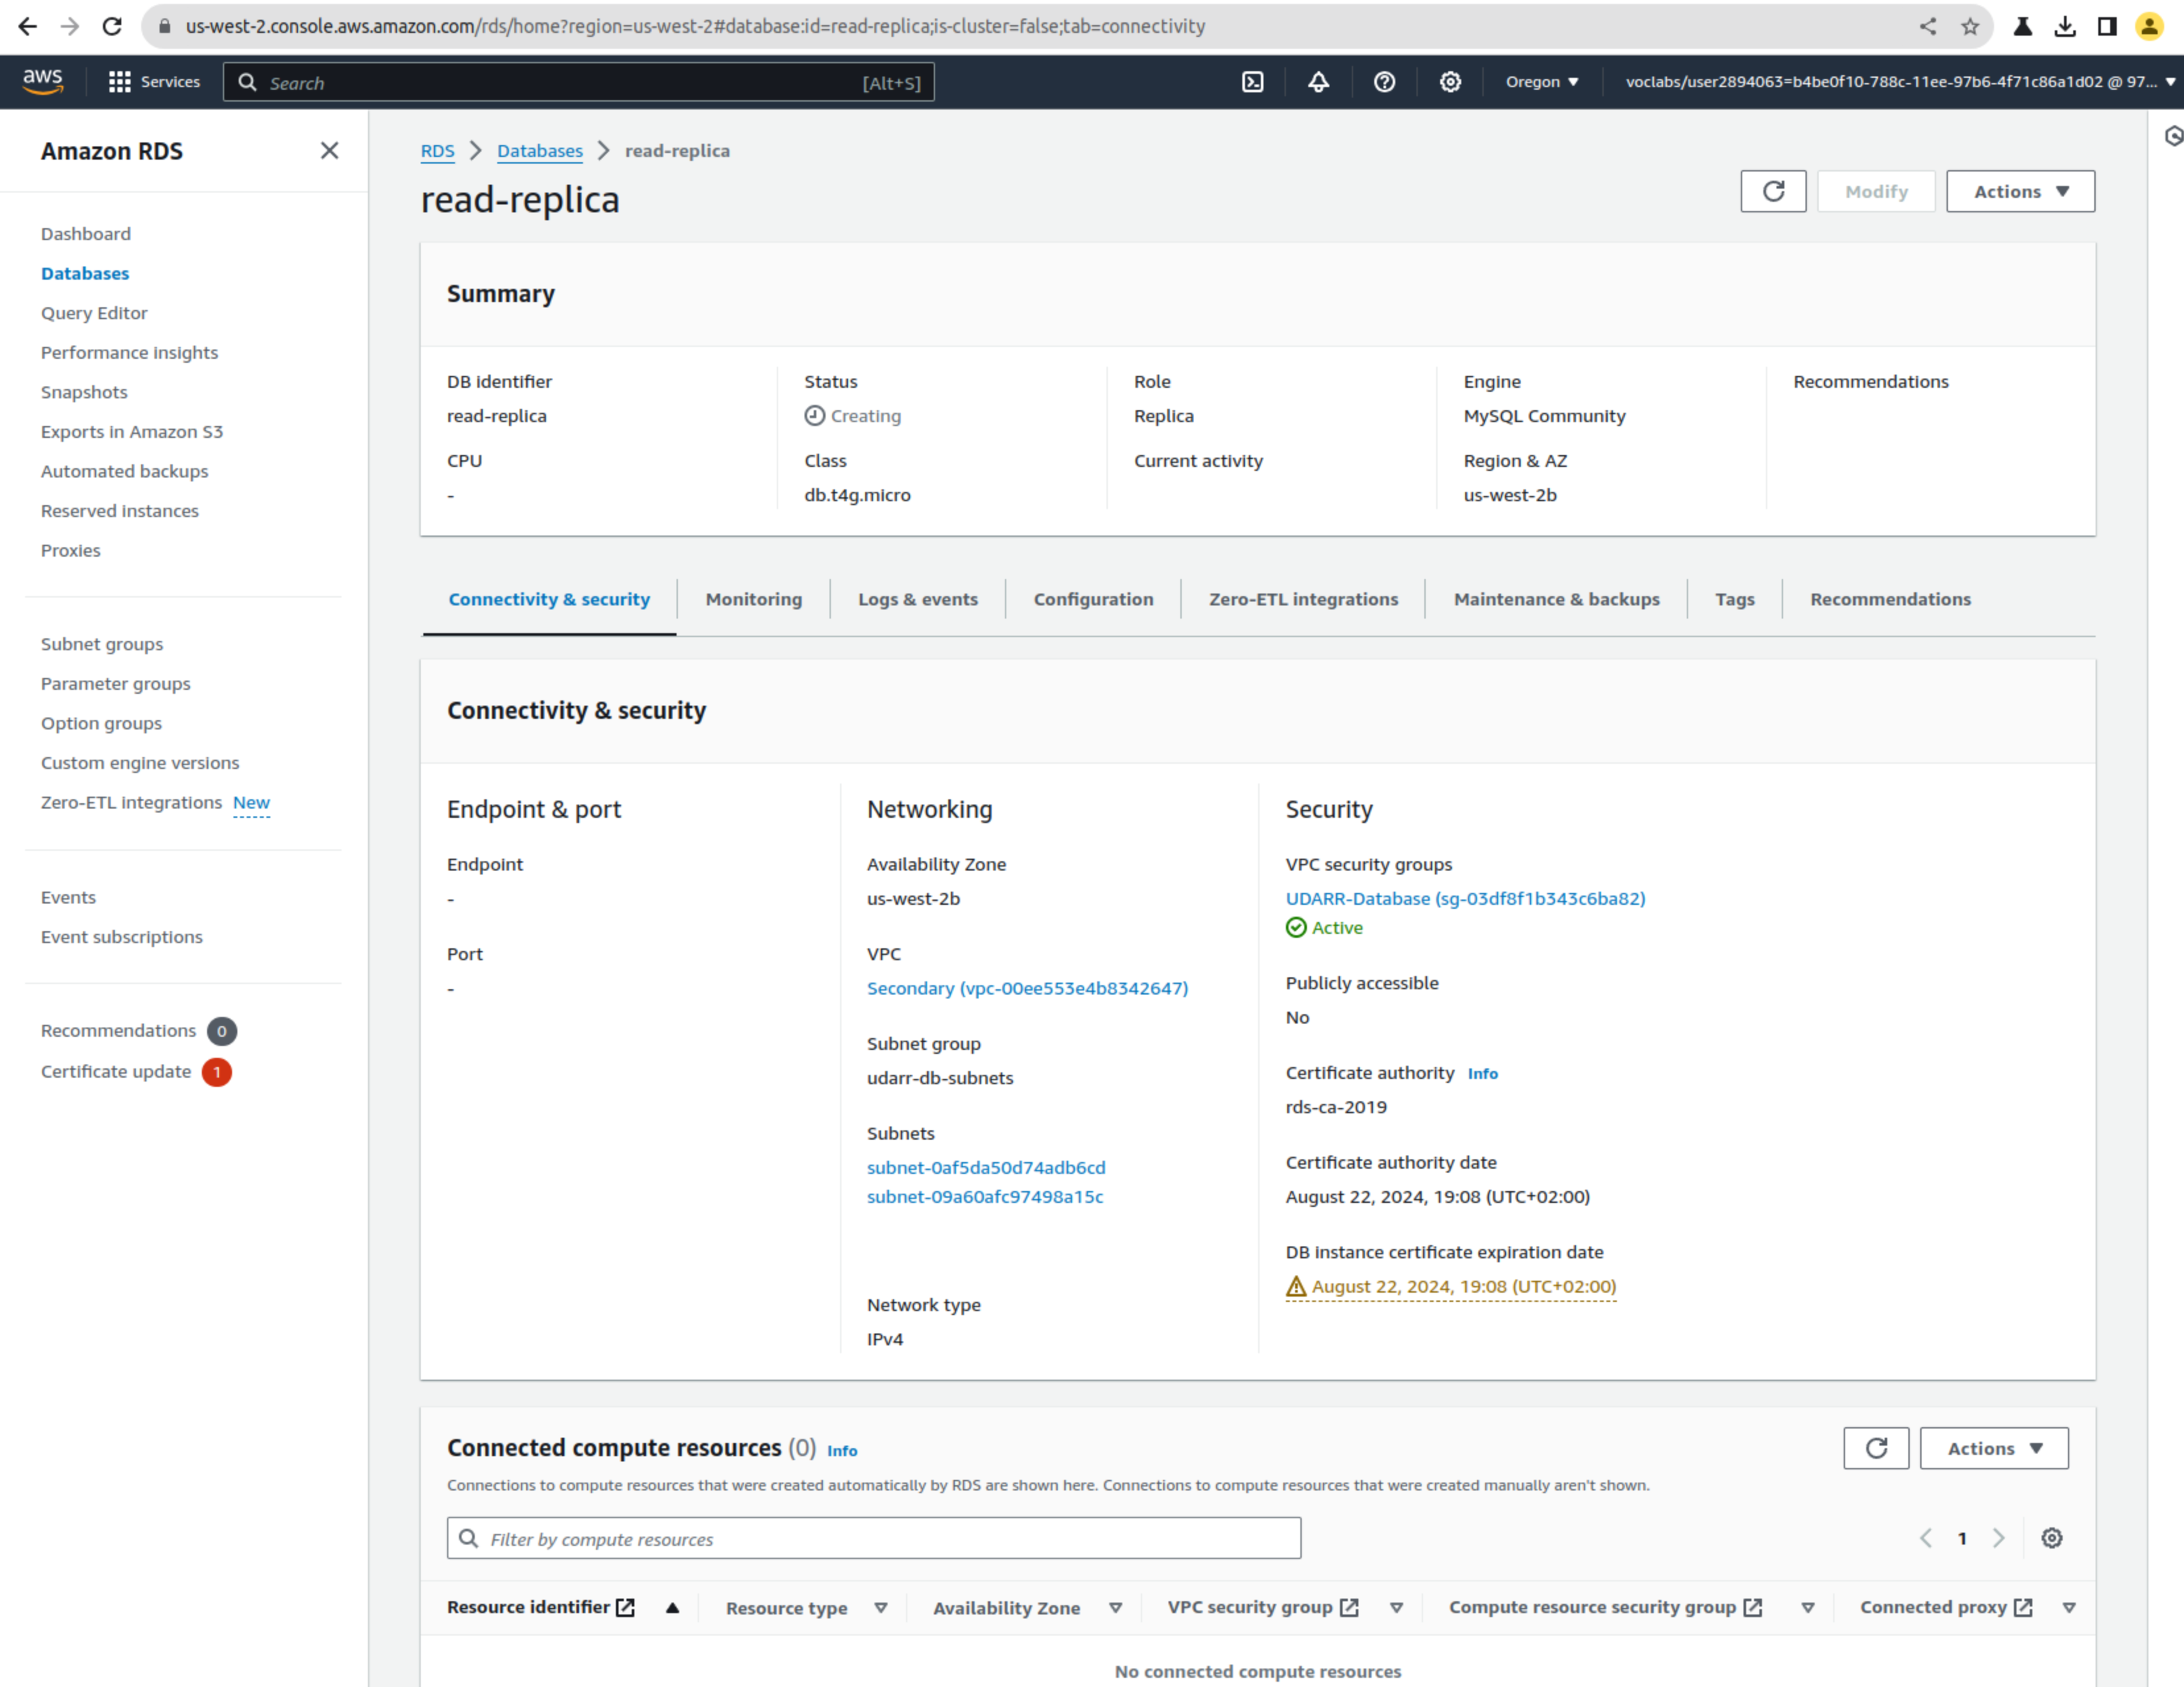 us-west-2.console.aws.amazon.com/rds/home?region=us-west-2#database:id=read-replica;is-cluster=false;tab=connectivity
aws Services Search [Alt+S] Oregon voclabs/user2894063=b4be0f10-788c-11ee-97b6-4f71c86a1d02 @ 97...
Amazon RDS
Dashboard
Databases
Query Editor
Performance insights
Snapshots
Exports in Amazon S3
Automated backups
Reserved instances
Proxies
Subnet groups
Parameter groups
Option groups
Custom engine versions
Zero-ETL integrations New
Events
Event subscriptions
Recommendations 0
Certificate update 1
RDS > Databases > read-replica
read-replica
Modify
Actions
Summary
DB identifier
read-replica
CPU
-
Status
Creating
Class
db.t4g.micro
Role
Replica
Current activity
Engine
MySQL Community
Region & AZ
us-west-2b
Recommendations
Connectivity & security Monitoring Logs & events Configuration Zero-ETL integrations Maintenance & backups Tags Recommendations
Connectivity & security
Endpoint & port
Endpoint
-
Port
-
Networking
Availability Zone
us-west-2b
VPC
Secondary (vpc-00ee553e4b8342647)
Subnet group
udarr-db-subnets
Subnets
subnet-0af5da50d74adb6cd
subnet-09a60afc97498a15c
Network type
IPv4
Security
VPC security groups
UDARR-Database (sg-03df8f1b343c6ba82)
Active
Publicly accessible
No
Certificate authority Info
rds-ca-2019
Certificate authority date
August 22, 2024, 19:08 (UTC+02:00)
DB instance certificate expiration date
August 22, 2024, 19:08 (UTC+02:00)
Connected compute resources (0) Info
Actions
Connections to compute resources that were created automatically by RDS are shown here. Connections to compute resources that were created manually aren't shown.
Filter by compute resources
1
Resource identifier Resource type Availability Zone VPC security group Compute resource security group Connected proxy
No connected compute resources